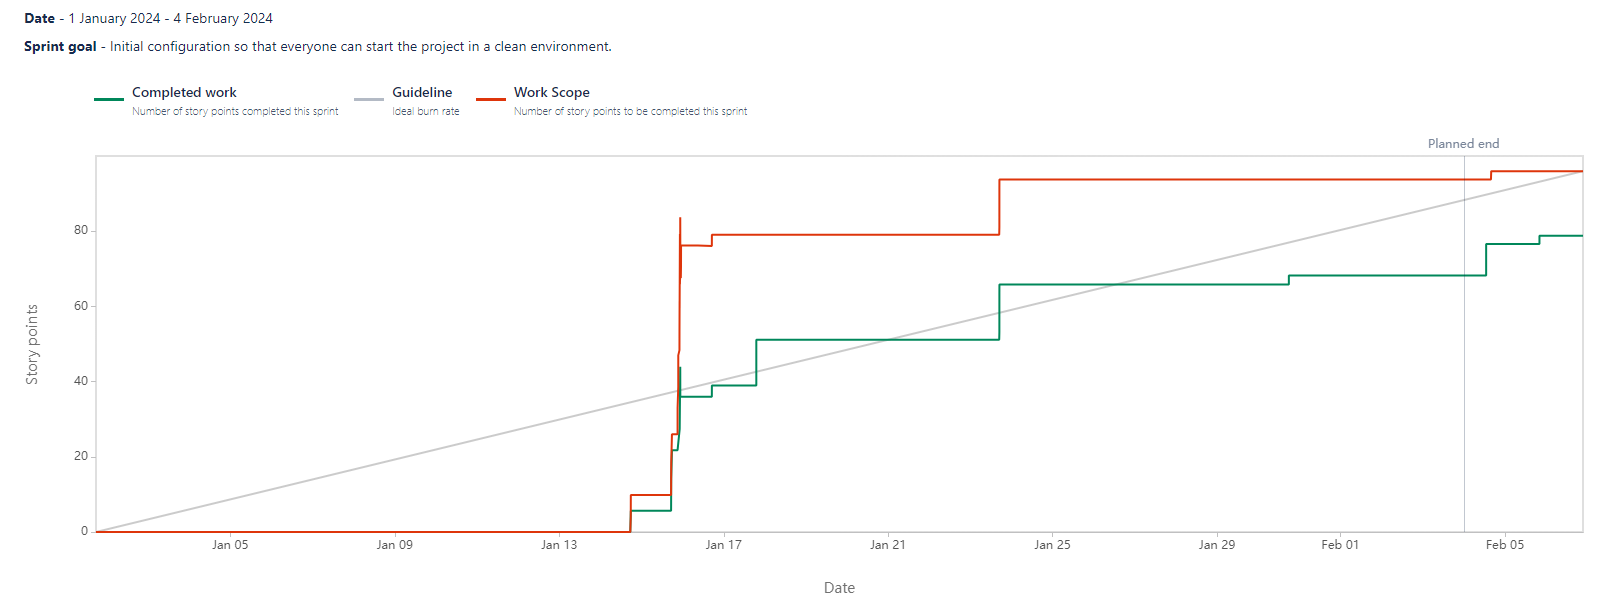 Date - 1 January 2024 - 4 February 2024
Sprint goal - Initial configuration so that everyone can start the project in a clean environment.
Completed work
Number of story points completed this sprint
Guideline
Ideal burn rate
Work Scope
Number of story points to be completed this sprint
Planned end
Story points
80
60
40
20
0
Jan 05
Jan 09
Jan 13
Jan 17
Jan 21
Jan 25
Jan 29
Feb 01
Feb 05
Date